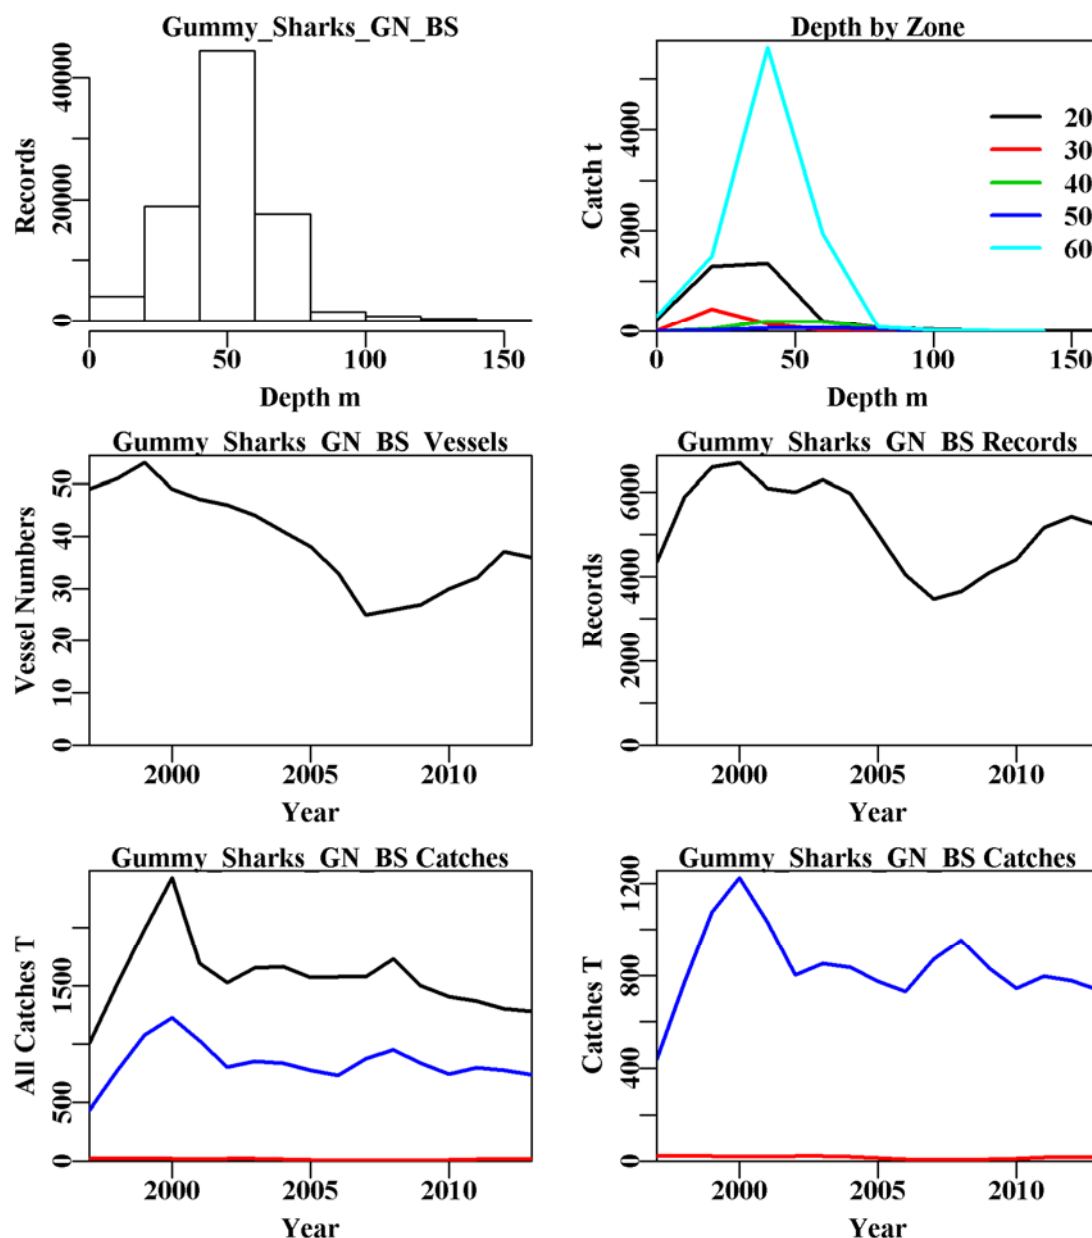 Gummy_Sharks_GN_BS
Records
0
20000
40000
0
50
100
150
Depth m
Depth by Zone
Catch t
0
2000
4000
0
50
100
150
Depth m
20
30
40
50
60
Gummy_Sharks_GN_BS Vessels
Vessel Numbers
0
10
20
30
40
50
2000
2005
2010
Year
Gummy_Sharks_GN_BS Records
Records
0
2000
4000
6000
2000
2005
2010
Year
Gummy_Sharks_GN_BS Catches
All Catches T
0
500
1500
2000
2005
2010
Year
Gummy_Sharks_GN_BS Catches
Catches T
0
400
800
1200
2000
2005
2010
Year